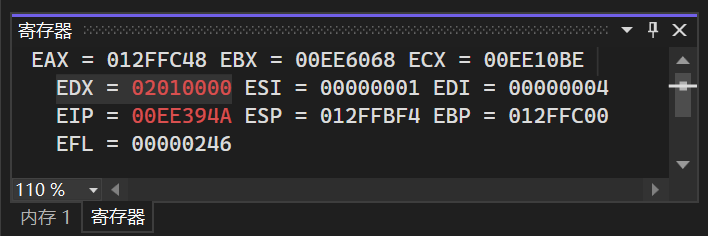 寄存器
EAX = 012FFC48 EBX = 00EE6068 ECX = 00EE10BE
EDX = 02010000 ESI = 00000001 EDI = 00000004
EIP = 00EE394A ESP = 012FFBF4 EBP = 012FFC00
EFL = 00000246
110 %
内存 1 寄存器